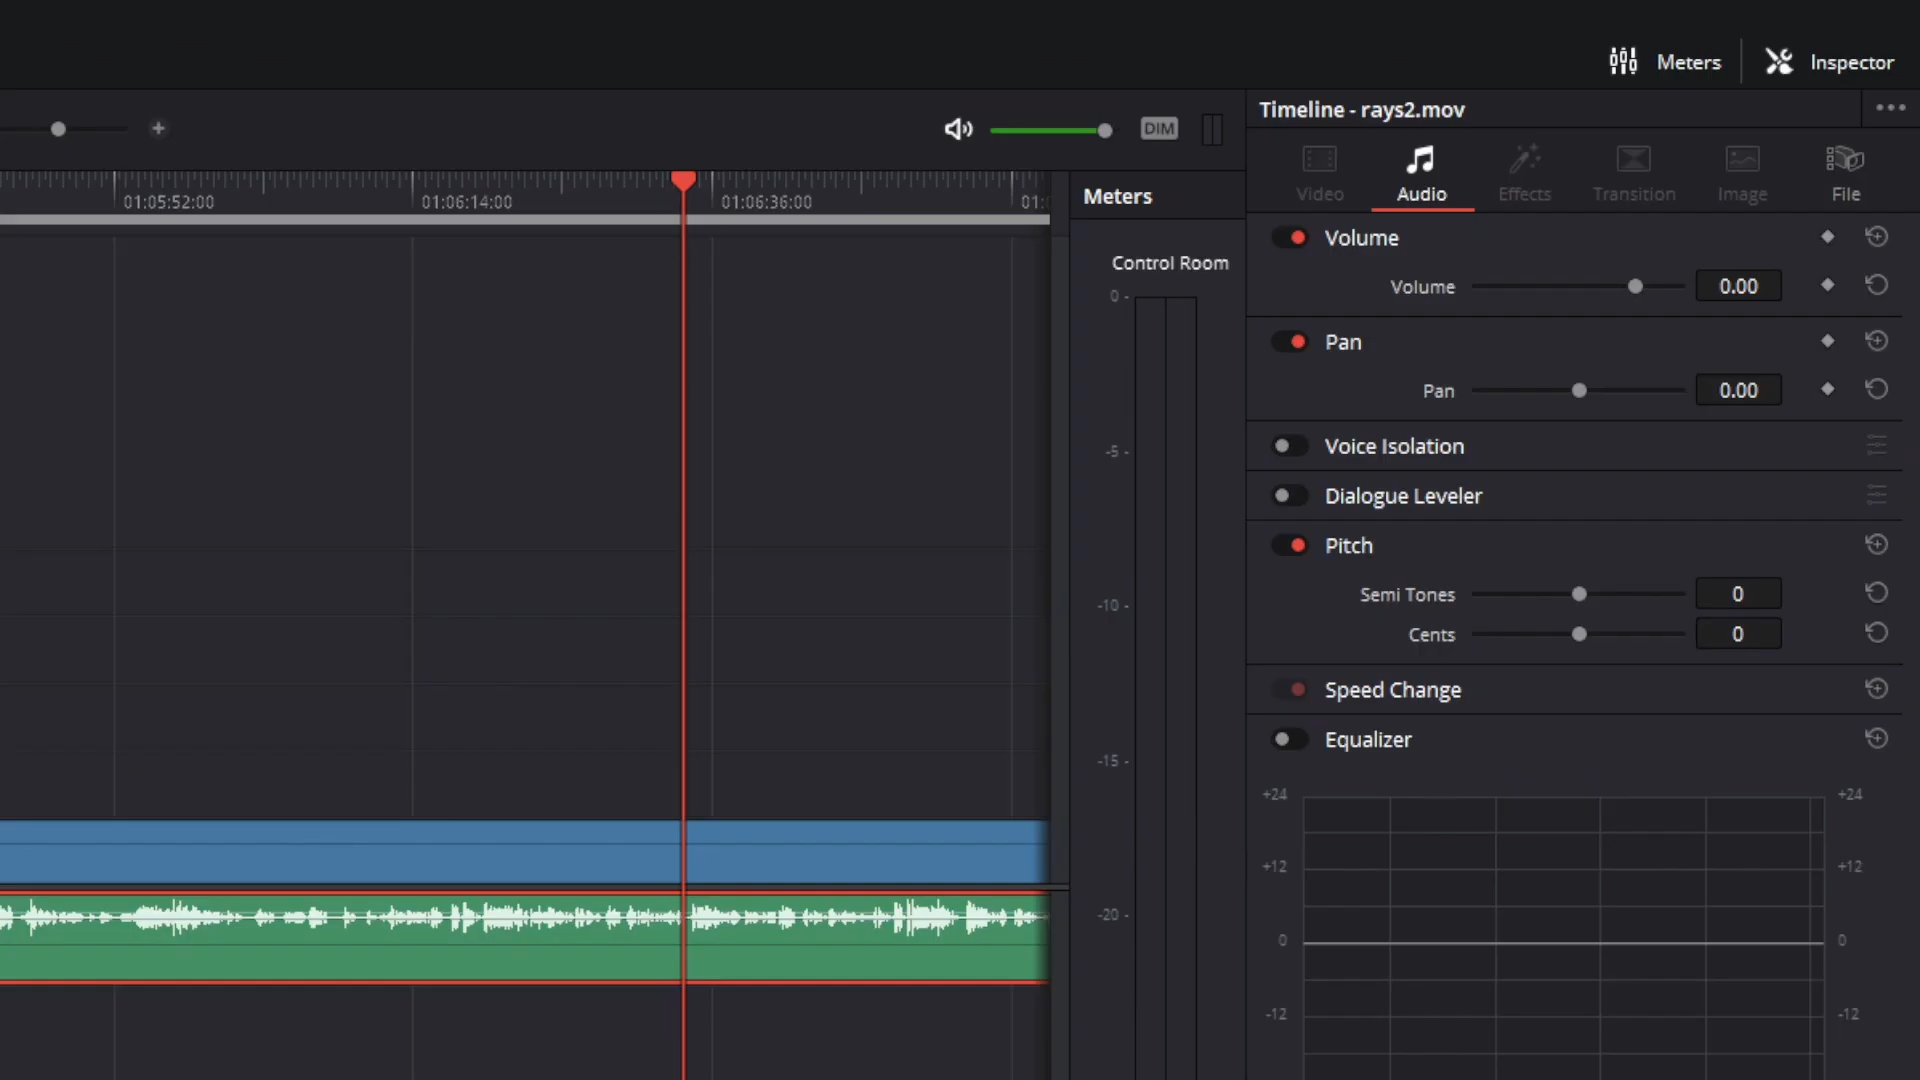 Meters
Inspector
DIM
Timeline - rays2.mov
Video
Audio
Effects
Transition
Image
File
01:05:52:00
01:06:14:00
01:06:36:00
01:0
Meters
Control Room
0 -
-5 -
-10 -
-15 -
-20 -
Volume
Volume
0.00
Pan
Pan
0.00
Voice Isolation
Dialogue Leveler
Pitch
Semi Tones
0
Cents
0
Speed Change
Equalizer
+24
+24
+12
+12
0
0
-12
-12